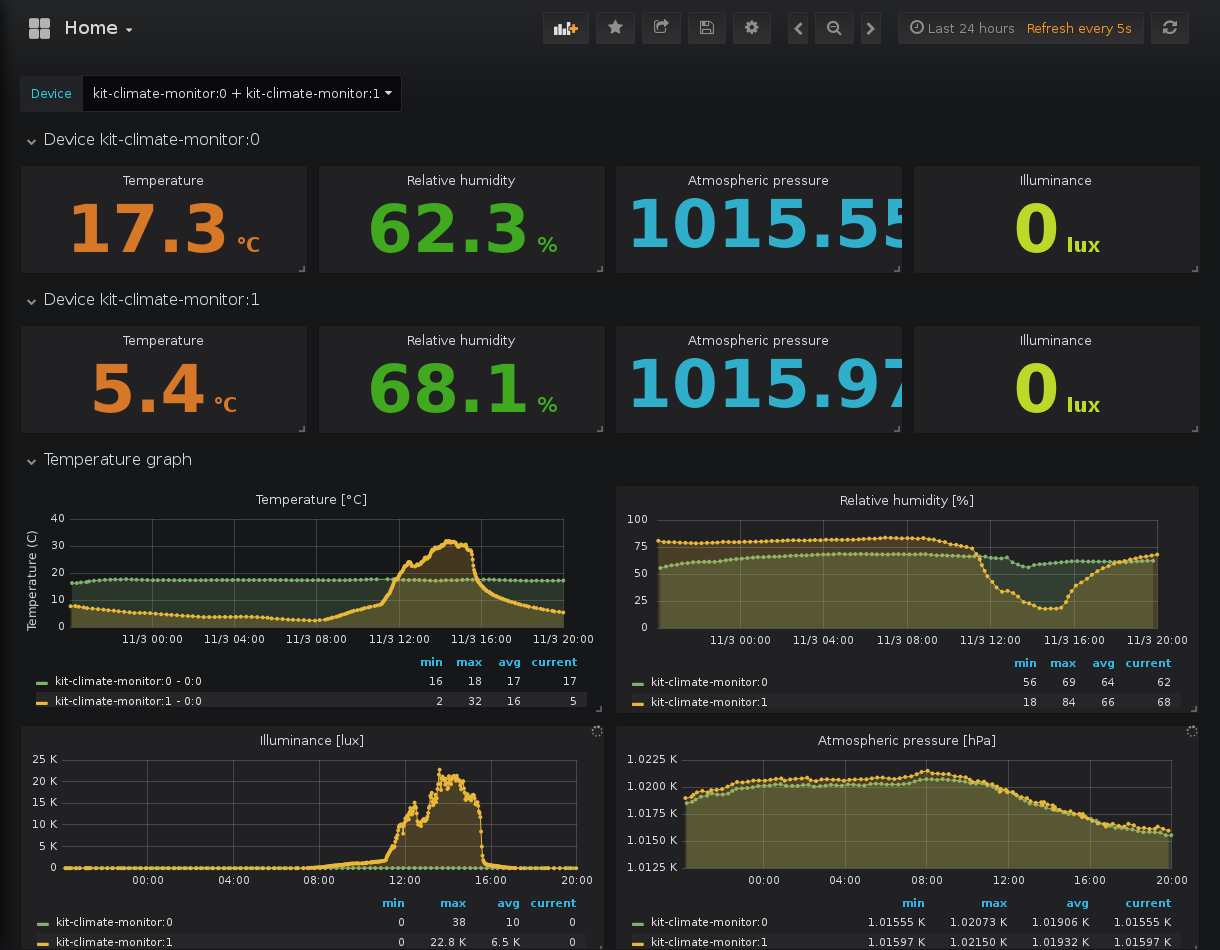 Home
Last 24 hours Refresh every 5s
Device kit-climate-monitor:0 + kit-climate-monitor:1
Device kit-climate-monitor:0
Temperature Relative humidity Atmospheric pressure Illuminance
17.3 °C 62.3 % 1015.55 0 lux
Device kit-climate-monitor:1
Temperature Relative humidity Atmospheric pressure Illuminance
5.4 °C 68.1 % 1015.97 0 lux
Temperature graph
Temperature [°C]
Temperature (C)
40
30
20
10
0
11/3 00:00 11/3 04:00 11/3 08:00 11/3 12:00 11/3 16:00 11/3 20:00
min max avg current
kit-climate-monitor:0 - 0:0 16 18 17 17
kit-climate-monitor:1 - 0:0 2 32 16 5
Relative humidity [%]
100
75
50
25
0
11/3 00:00 11/3 04:00 11/3 08:00 11/3 12:00 11/3 16:00 11/3 20:00
min max avg current
kit-climate-monitor:0 56 69 64 62
kit-climate-monitor:1 18 84 66 68
Illuminance [lux]
25 K
20 K
15 K
10 K
5 K
0
00:00 04:00 08:00 12:00 16:00 20:00
min max avg current
kit-climate-monitor:0 0 38 10 0
kit-climate-monitor:1 0 22.8 K 6.5 K 0
Atmospheric pressure [hPa]
1.0225 K
1.0200 K
1.0175 K
1.0150 K
1.0125 K
00:00 04:00 08:00 12:00 16:00 20:00
min max avg current
kit-climate-monitor:0 1.01555 K 1.02073 K 1.01906 K 1.01555 K
kit-climate-monitor:1 1.01597 K 1.02150 K 1.01932 K 1.01597 K